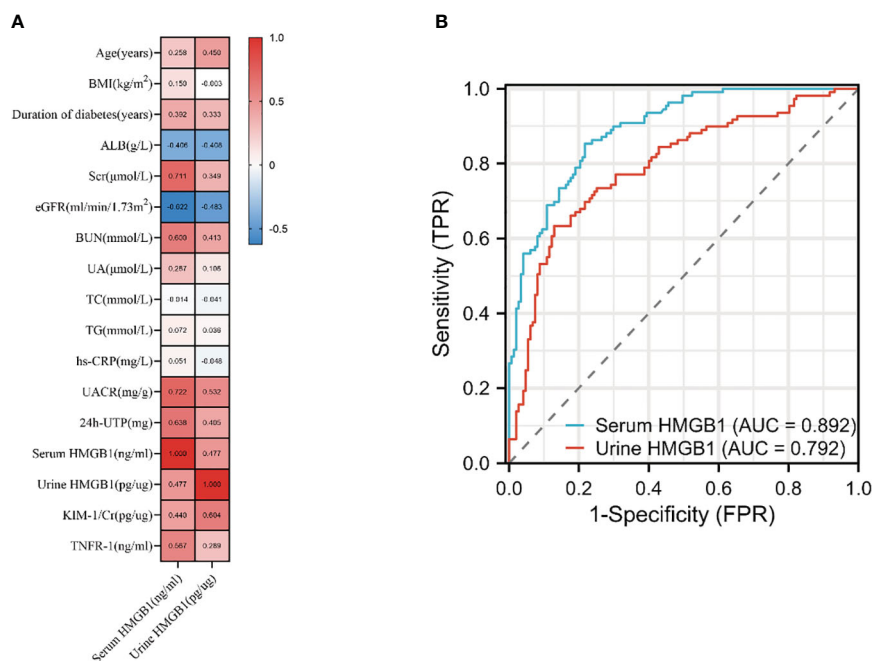 A
Age(years) 0.258 0.450
BMI(kg/m²) 0.150 -0.003
Duration of diabetes(years) 0.392 0.333
ALB(g/L) -0.406 -0.408
Scr(μmol/L) 0.711 0.349
eGFR(ml/min/1.73m²) -0.622 -0.483
BUN(mmol/L) 0.600 0.413
UA(μmol/L) 0.287 0.106
TC(mmol/L) -0.014 -0.041
TG(mmol/L) 0.072 0.038
hs-CRP(mg/L) 0.051 -0.048
UACR(mg/g) 0.722 0.532
24h-UTP(mg) 0.638 0.405
Serum HMGB1(ng/ml) 1.000 0.477
Urine HMGB1(pg/ug) 0.477 1.000
KIM-1/Cr(pg/ug) 0.440 0.604
TNFR-1(ng/ml) 0.567 0.289
Serum HMGB1(ng/ml)
Urine HMGB1(pg/ug)
1.0
0.5
0
-0.5
B
Sensitivity (TPR)
1.0
0.8
0.6
0.4
0.2
0.0
Serum HMGB1 (AUC = 0.892)
Urine HMGB1 (AUC = 0.792)
0.0 0.2 0.4 0.6 0.8 1.0
1-Specificity (FPR)